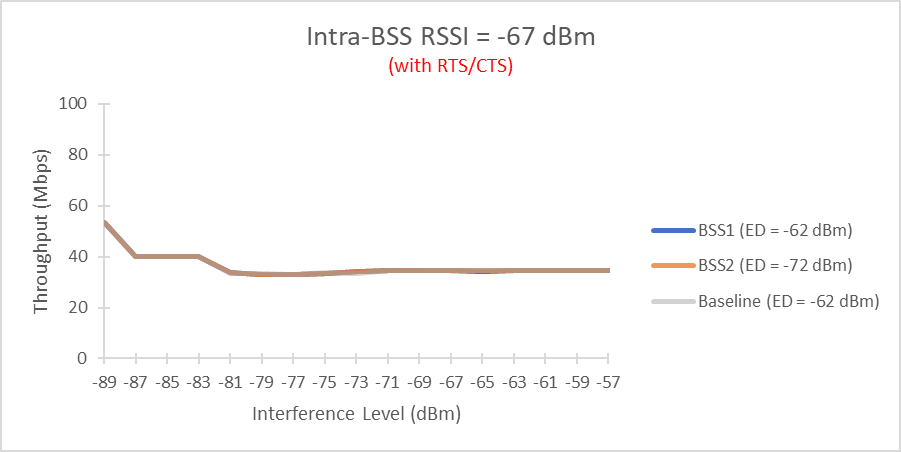 Intra-BSS RSSI = -67 dBm
(with RTS/CTS)
Throughput (Mbps)
100
80
60
40
20
0
-89 -87 -85 -83 -81 -79 -77 -75 -73 -71 -69 -67 -65 -63 -61 -59 -57
Interference Level (dBm)
BSS1 (ED = -62 dBm)
BSS2 (ED = -72 dBm)
Baseline (ED = -62 dBm)